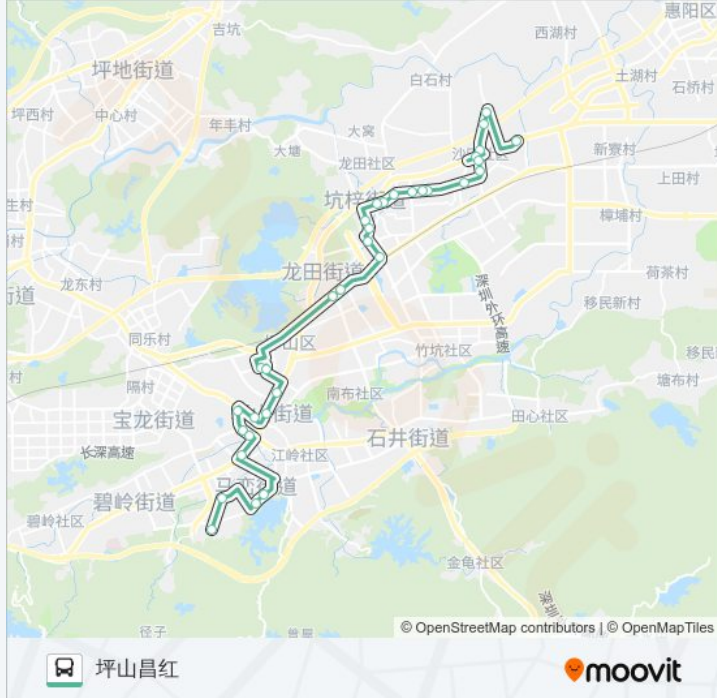 惠阳区
吉坑
西湖村
坪地街道
白石村
土湖村
石桥村
坪西村
中心村
年丰村
大窝
大塘
龙田社区
新寮村
上田村
坑梓街道
生村
樟埔村
村
龙田街道
荷茶村
龙东村
街道
深圳外环高速
移民新村
同乐村
山区
竹坑社区
移民
村
隔村
南布社区
塘布村
宝龙街道
街道
石井街道
田心社区
长深高速
江岭社区
碧岭街道
马峦街道
碧岭社区
金龟社区
径子
© OpenStreetMap contributors | © OpenMapTiles
坪山昌红
moovit